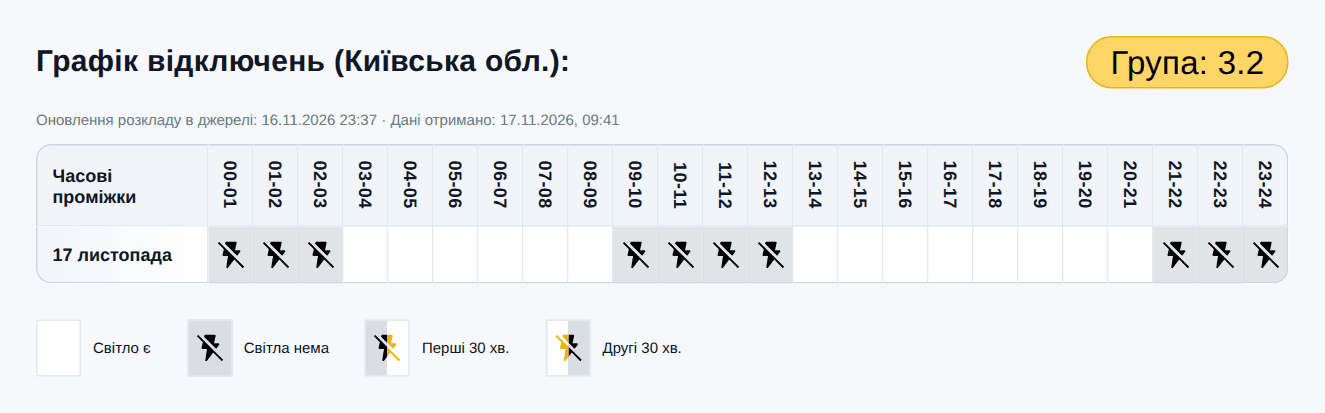 Графік відключень (Київська обл.):
Група: 3.2
Оновлення розкладу в джерелі: 16.11.2026 23:37 · Дані отримано: 17.11.2026, 09:41
Часові
проміжки
00-01
01-02
02-03
03-04
04-05
05-06
06-07
07-08
08-09
09-10
10-11
11-12
12-13
13-14
14-15
15-16
16-17
17-18
18-19
19-20
20-21
21-22
22-23
23-24
17 листопада
Світло є
Світла нема
Перші 30 хв.
Другі 30 хв.